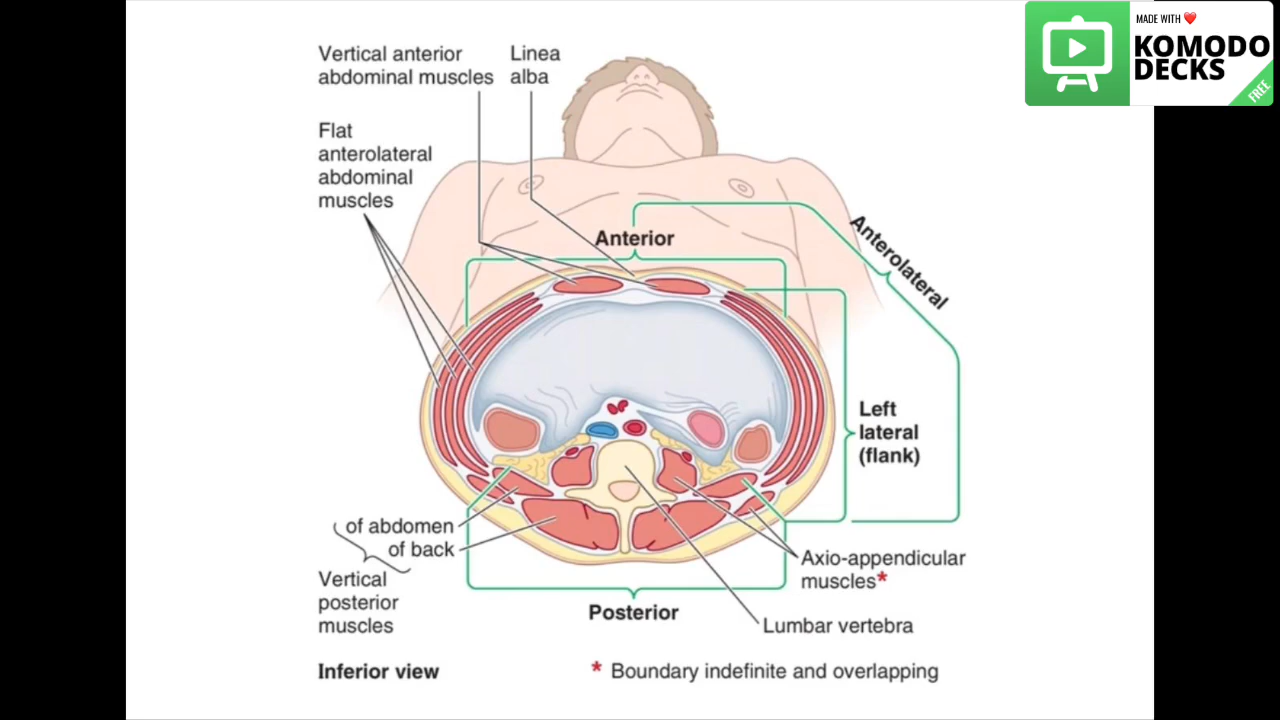 MADE WITH ❤️
KOMODO
DECKS
FREE
Vertical anterior
abdominal muscles
Linea
alba
Flat
anterolateral
abdominal
muscles
Anterior
Anterolateral
Left
lateral
(flank)
of abdomen
of back
Vertical
posterior
muscles
Axio-appendicular
muscles*
Posterior
Lumbar vertebra
Inferior view
* Boundary indefinite and overlapping